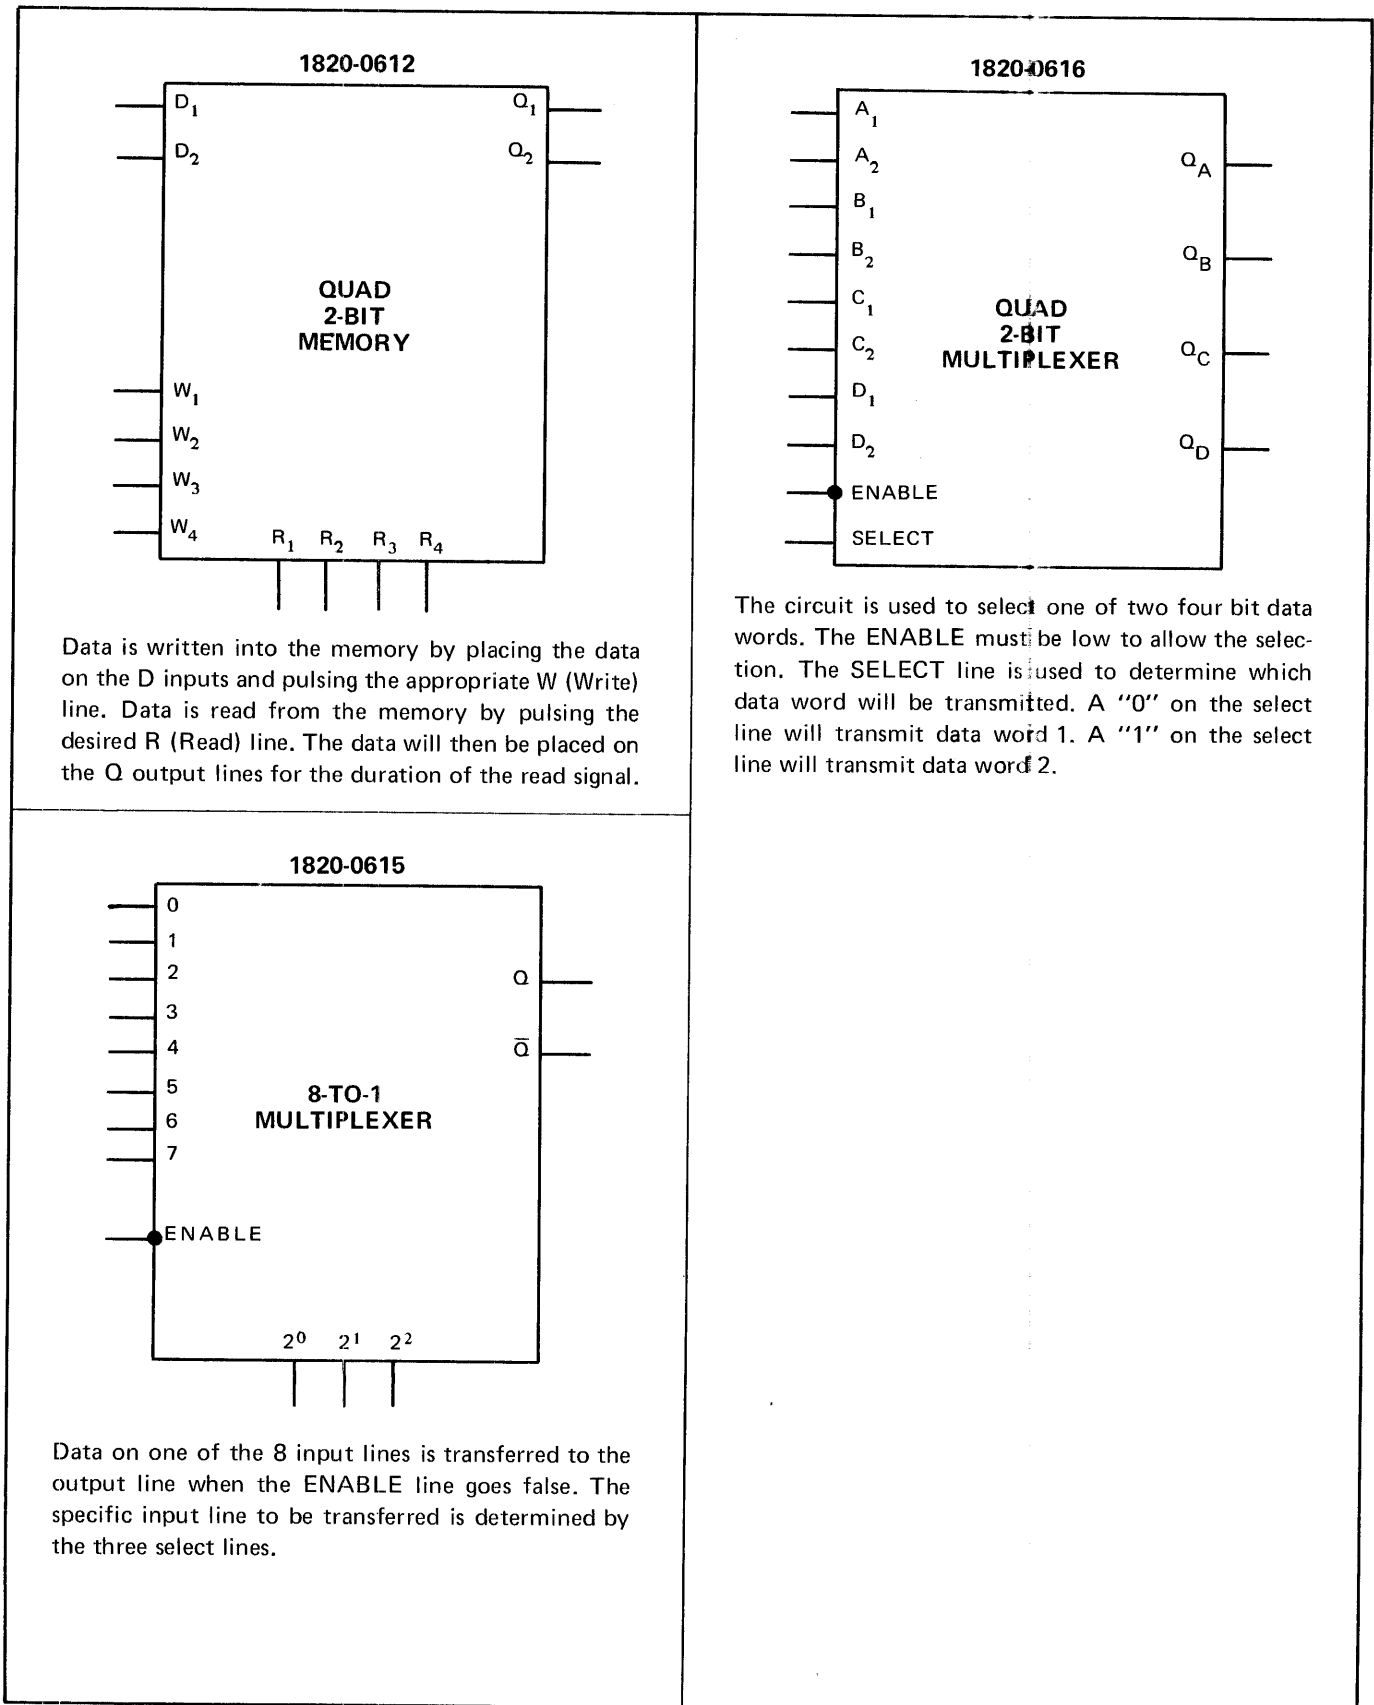 1820-0612
D1 Q1
D2 Q2
QUAD
2-BIT
MEMORY
W1
W2
W3
W4
R1 R2 R3 R4
Data is written into the memory by placing the data
on the D inputs and pulsing the appropriate W (Write)
line. Data is read from the memory by pulsing the
desired R (Read) line. The data will then be placed on
the Q output lines for the duration of the read signal.
1820-0615
0
1
2
3
4
5
6
7
Q
Q̅
8-TO-1
MULTIPLEXER
ENABLE
2⁰ 2¹ 2²
Data on one of the 8 input lines is transferred to the
output line when the ENABLE line goes false. The
specific input line to be transferred is determined by
the three select lines.
1820-0616
A1
A2
B1
B2
C1
C2
D1
D2
ENABLE
SELECT
QA
QB
QC
QD
QUAD
2-BIT
MULTIPLEXER
The circuit is used to select one of two four bit data
words. The ENABLE must be low to allow the selec-
tion. The SELECT line is used to determine which
data word will be transmitted. A "0" on the select
line will transmit data word 1. A "1" on the select
line will transmit data word 2.